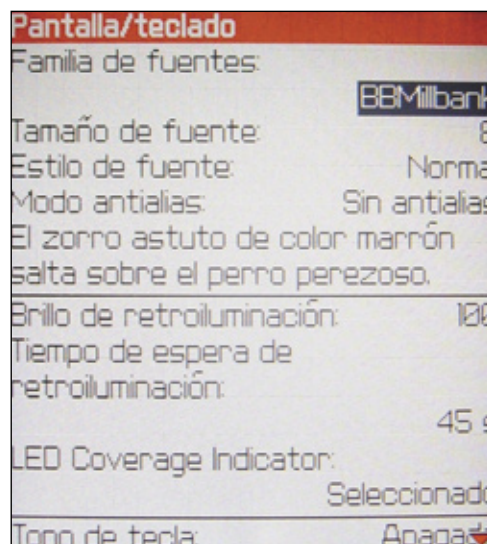 Pantalla/teclado
Familia de fuentes:
BBMillbank
Tamaño de fuente: 8
Estilo de fuente: Norma
Modo antialias: Sin antialias
El zorro astuto de color marrón
salta sobre el perro perezoso.
Brillo de retroiluminación: 100
Tiempo de espera de
retroiluminación:
45 s
LED Coverage Indicator:
Seleccionado
Tono de tecla: Apagad